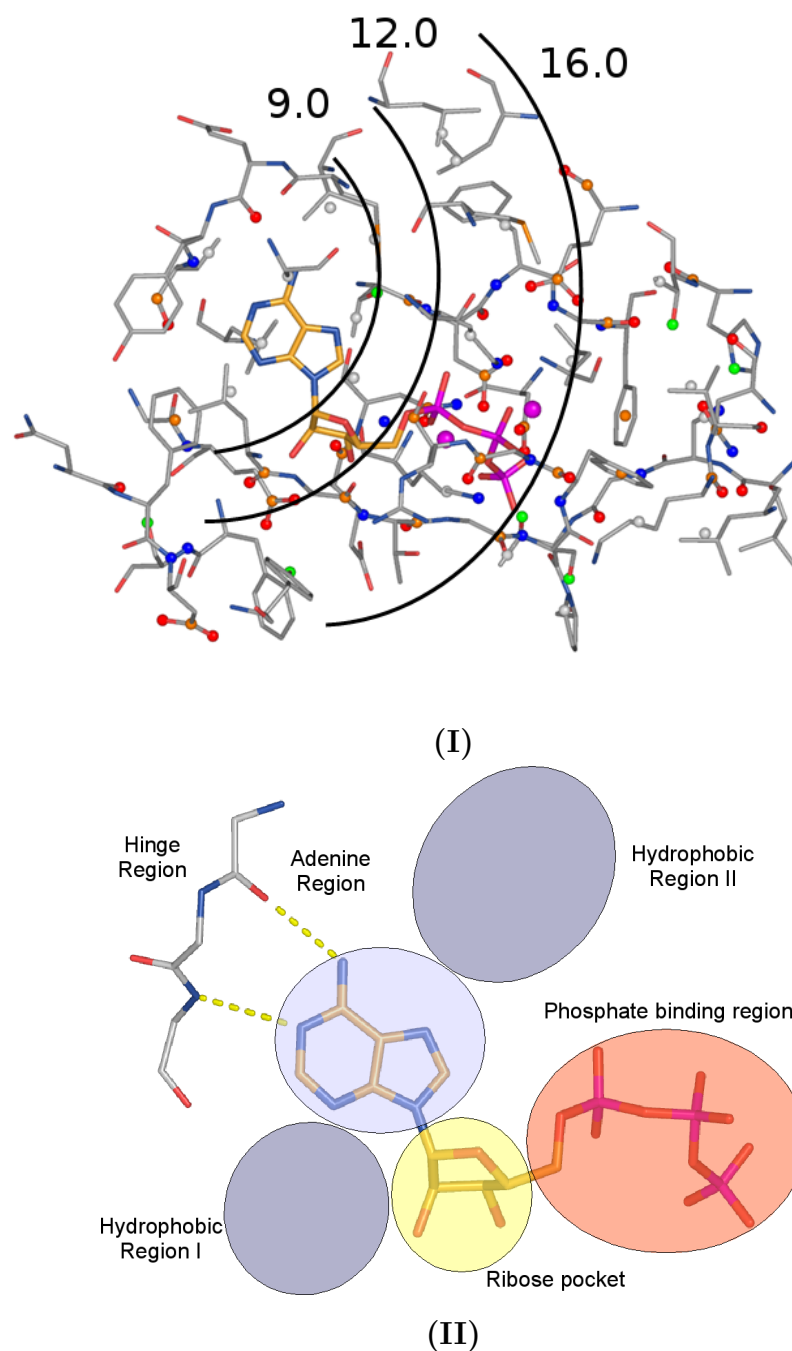 12.0
16.0
9.0
(I)
Hinge
Region
Adenine
Region
Hydrophobic
Region II
Phosphate binding region
Hydrophobic
Region I
Ribose pocket
(II)